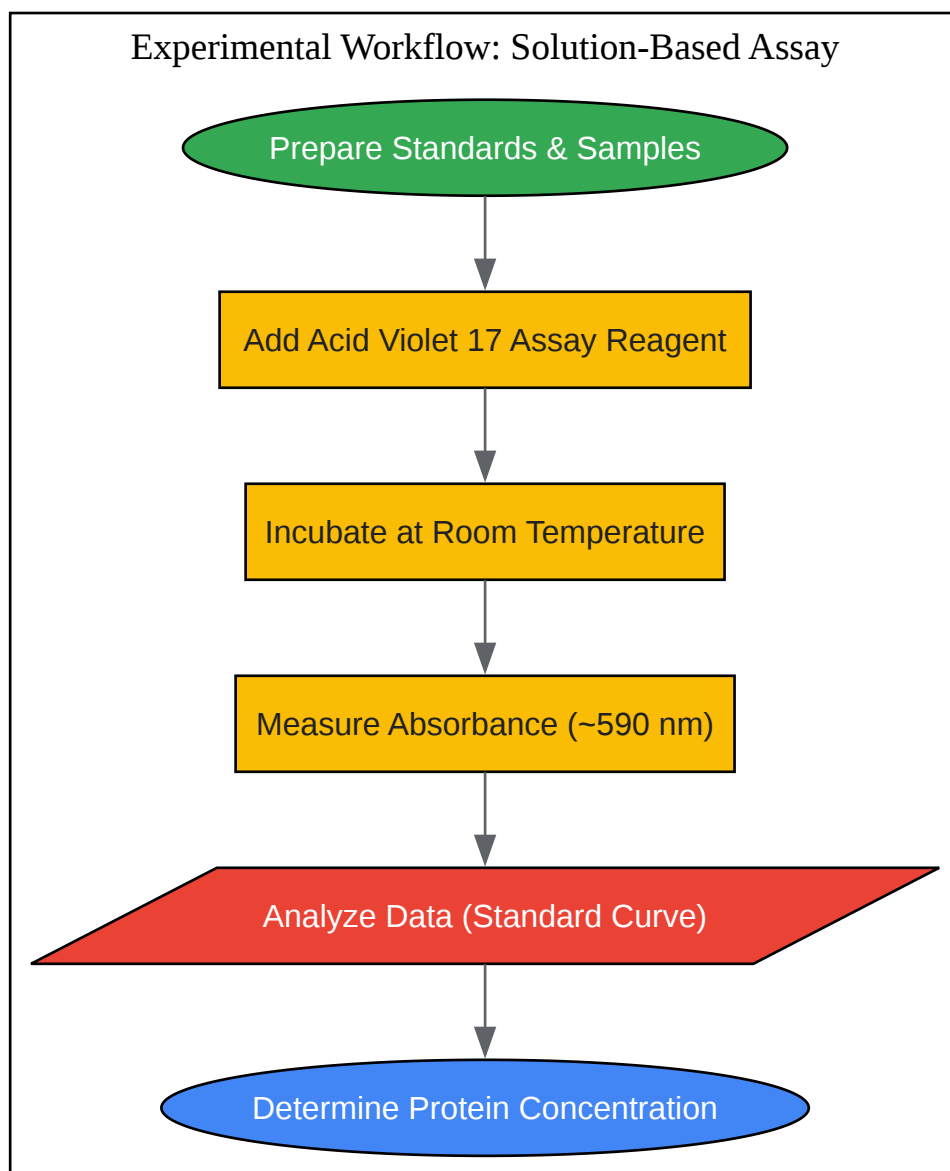 Experimental Workflow: Solution-Based Assay
Prepare Standards & Samples
Add Acid Violet 17 Assay Reagent
Incubate at Room Temperature
Measure Absorbance (~590 nm)
Analyze Data (Standard Curve)
Determine Protein Concentration